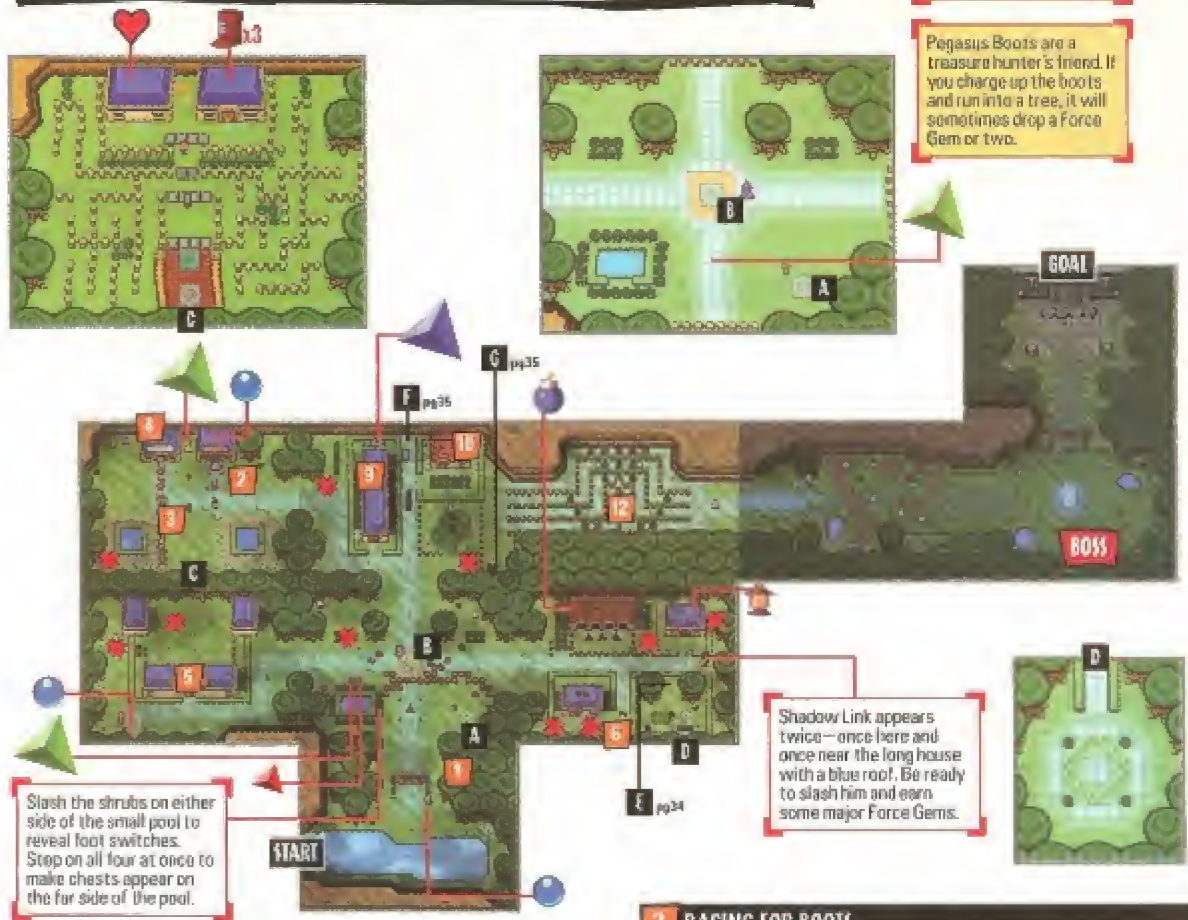 x3
Pegasus Boots are a
treasure hunter's friend. If
you charge up the boots
and run into a tree, it will
sometimes drop a Force
Gem or two.
B
A
C
GOAL
G pg35
F pg35
4
2
9
10
3
12
BOSS
C
B
5
D
A
6
D
1
E pg34
Shadow Link appears
twice—once here and
once near the long house
with a blue roof. Be ready
to slash him and earn
some major Force Gems.
Slash the shrubs on either
side of the small pool to
reveal foot switches.
Step on all four at once to
make chests appear on
the far side of the pool.
START
RACING FOR BOOTS